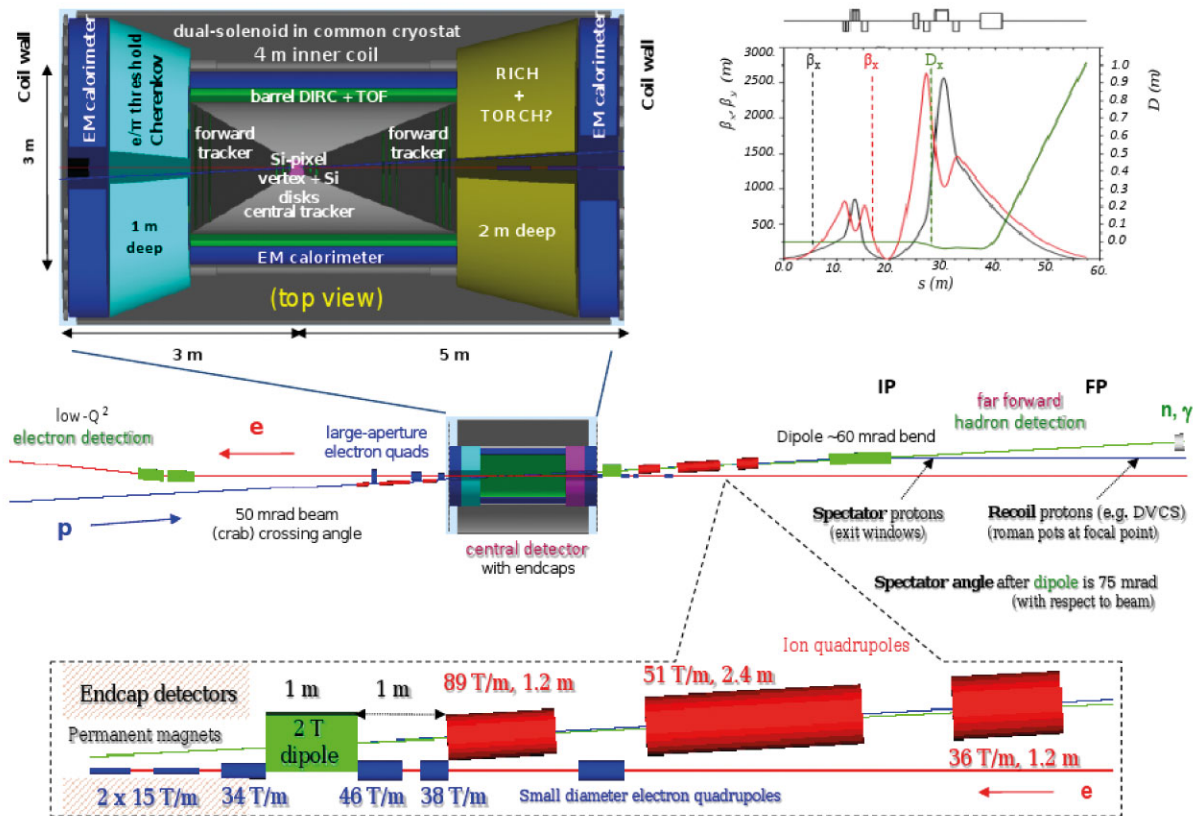 Coil wall
EM calorimeter
e/π threshold
Cherenkov
dual-solenoid in common cryostat
4 m inner coil
barrel DIRC + TOF
RICH
+
TORCH?
EM calorimeter
Coil wall
3 m
forward
tracker
Si-pixel
vertex + Si
disks
central tracker
forward
tracker
1 m
deep
2 m deep
EM calorimeter
(top view)
3 m
5 m
β x, β y (m)
3000.
2500
2000
1500
1000.
500.
βx
βx
Dx
1.0
0.9
0.8
0.7
0.6
0.5
0.4
0.3
0.2
0.1
0.0
D (m)
0.0
10.
20.
30.
40.
50.
60.
s (m)
low-Q 2
electron detection
e
large-aperture
electron quads
p
50 mrad beam
(crab) crossing angle
central detector
with endcaps
IP
FP
far forward
hadron detection
n, γ
Dipole ~60 mrad bend
Spectator protons
(exit windows)
Recoil protons (e.g. DVCS)
(roman pots at focal point)
Spectator angle after dipole is 75 mrad
(with respect to beam)
Ion quadrupoles
Endcap detectors
1 m
1 m
89 T/m, 1.2 m
51 T/m, 2.4 m
Permanent magnets
2 T
dipole
36 T/m, 1.2 m
2 x 15 T/m
34 T/m
46 T/m
38 T/m
Small diameter electron quadrupoles
e